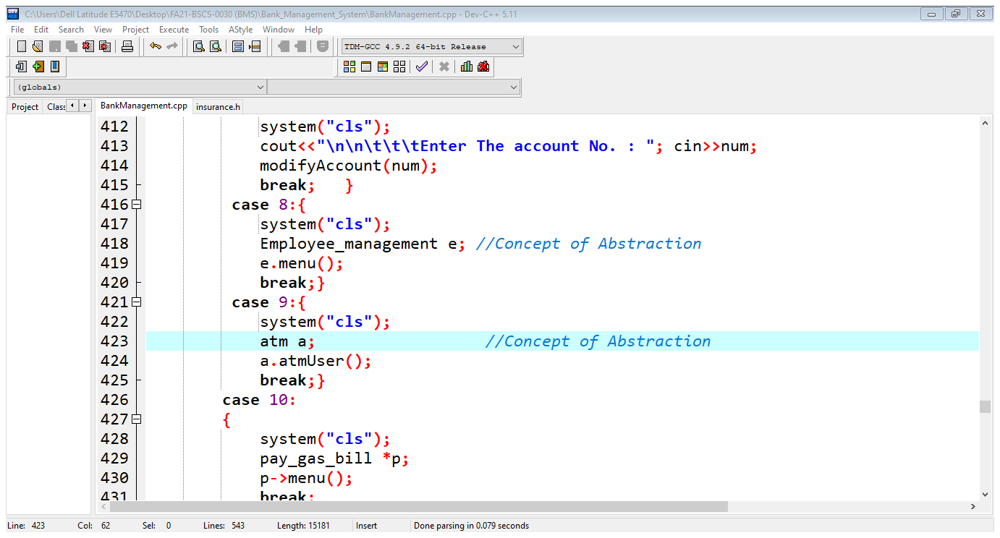 C:\Users\Dell Latitude E5470\Desktop\FA21-BSCS-0030 (BMS)\Bank_Management_System\BankManagement.cpp - Dev-C++ 5.11
File Edit Search View Project Execute Tools AStyle Window Help
TDM-GCC 4.9.2 64-bit Release
(globals)
Project Class BankManagement.cpp insurance.h
412 system("cls");
413 cout<<"\n\n\t\t\tEnter The account No. : "; cin>>num;
414 modifyAccount(num);
415 break; }
416 case 8:{
417 system("cls");
418 Employee_management e; //Concept of Abstraction
419 e.menu();
420 break;}
421 case 9:{
422 system("cls");
423 atm a; //Concept of Abstraction
424 a.atmUser();
425 break;}
426 case 10:
427 {
428 system("cls");
429 pay_gas_bill *p;
430 p->menu();
431 break;
Line: 423 Col: 62 Sel: 0 Lines: 543 Length: 15181 Insert Done parsing in 0.079 seconds